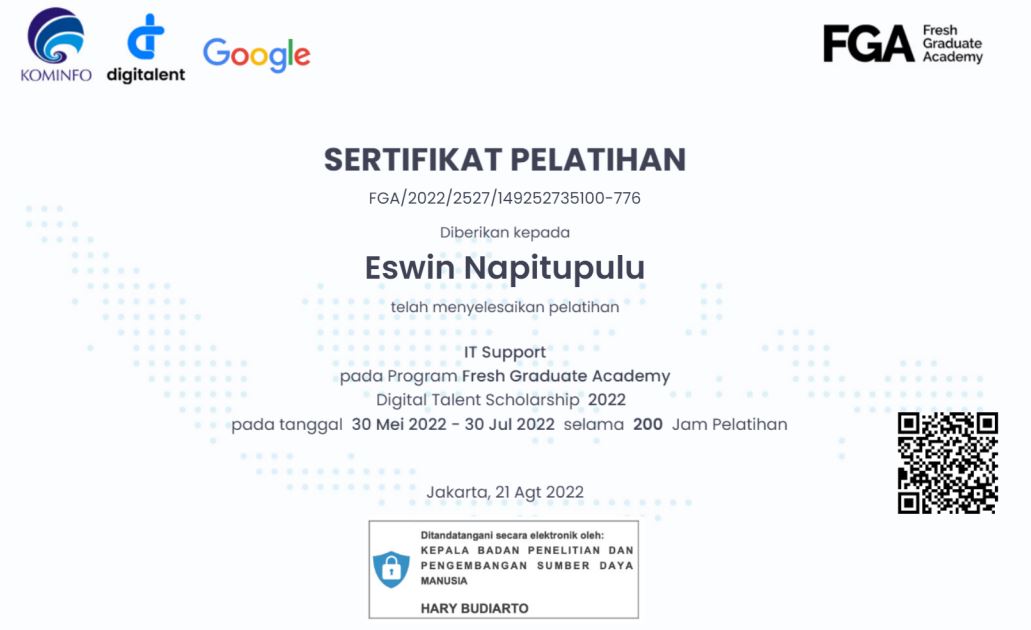 KOMINFO
digitalent
Google
FGA
Fresh
Graduate
Academy
SERTIFIKAT PELATIHAN
FGA/2022/2527/149252735100-776
Diberikan kepada
Eswin Napitupulu
telah menyelesaikan pelatihan
IT Support
pada Program Fresh Graduate Academy
Digital Talent Scholarship 2022
pada tanggal 30 Mei 2022 - 30 Jul 2022 selama 200 Jam Pelatihan
Jakarta, 21 Agt 2022
Ditandatangani secara elektronik oleh:
KEPALA BADAN PENELITIAN DAN
PENGEMBANGAN SUMBER DAYA
MANUSIA
HARY BUDIARTO